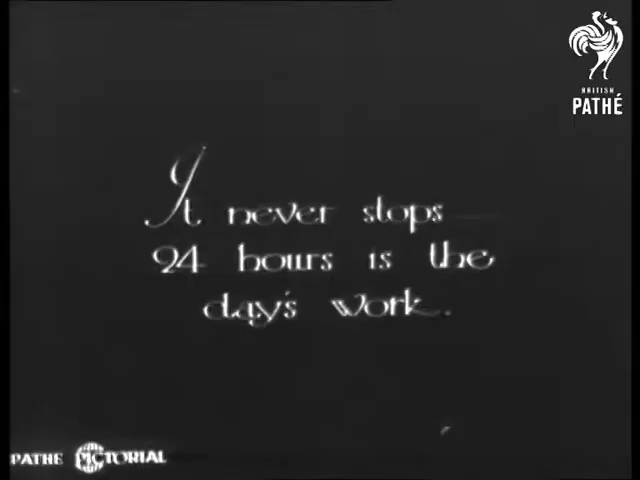 BRITISH
PATHÉ
It never stops
24 hours is the
day's work.
PATHE PICTORIAL